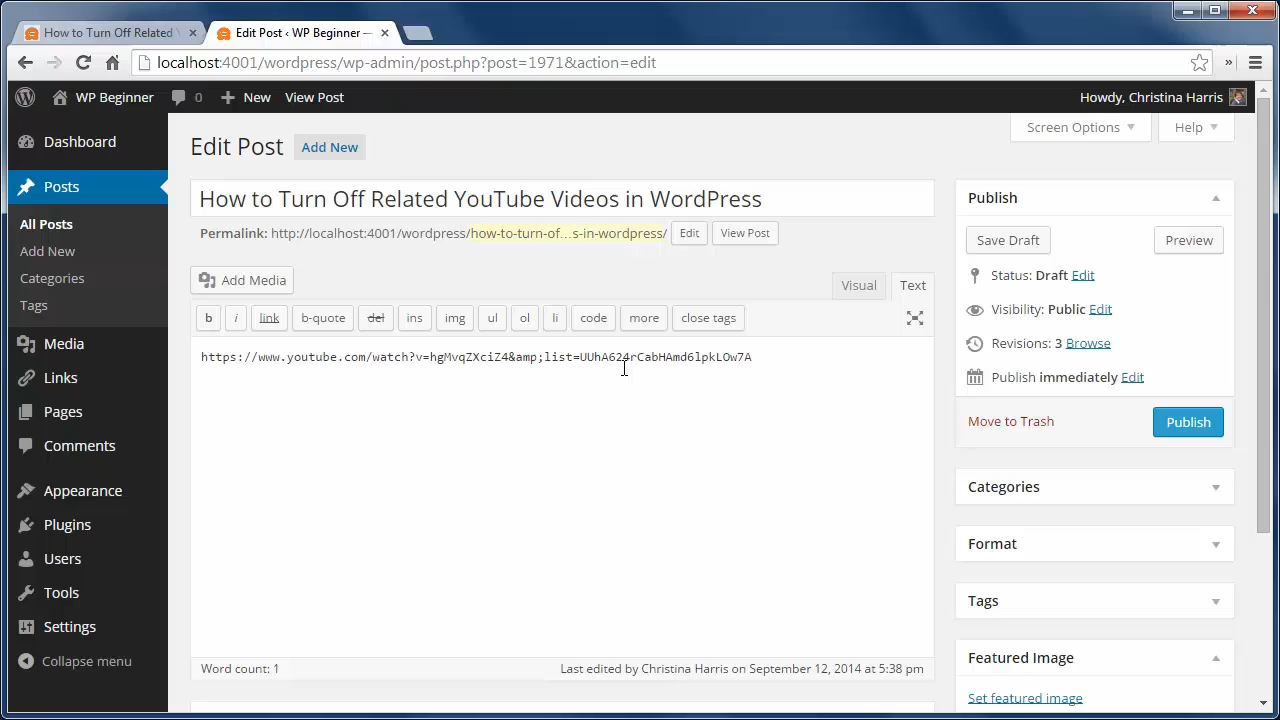 How to Turn Off Related
Edit Post ‹ WP Beginner —
localhost:4001/wordpress/wp-admin/post.php?post=1971&action=edit
WP Beginner 0 New View Post Howdy, Christina Harris
Screen Options Help
Dashboard
Posts
All Posts
Add New
Categories
Tags
Media
Links
Pages
Comments
Appearance
Plugins
Users
Tools
Settings
Collapse menu
Edit Post Add New
How to Turn Off Related YouTube Videos in WordPress
Permalink: http://localhost:4001/wordpress/how-to-turn-of…s-in-wordpress/ Edit View Post
Add Media Visual Text
b i link b-quote del ins img ul ol li code more close tags
https://www.youtube.com/watch?v=hgMvqZXciZ4&amp;list=UUhA624rCabHAmd6lpkLOw7A
Word count: 1 Last edited by Christina Harris on September 12, 2014 at 5:38 pm
Publish
Save Draft Preview
Status: Draft Edit
Visibility: Public Edit
Revisions: 3 Browse
Publish immediately Edit
Move to Trash Publish
Categories
Format
Tags
Featured Image
Set featured image